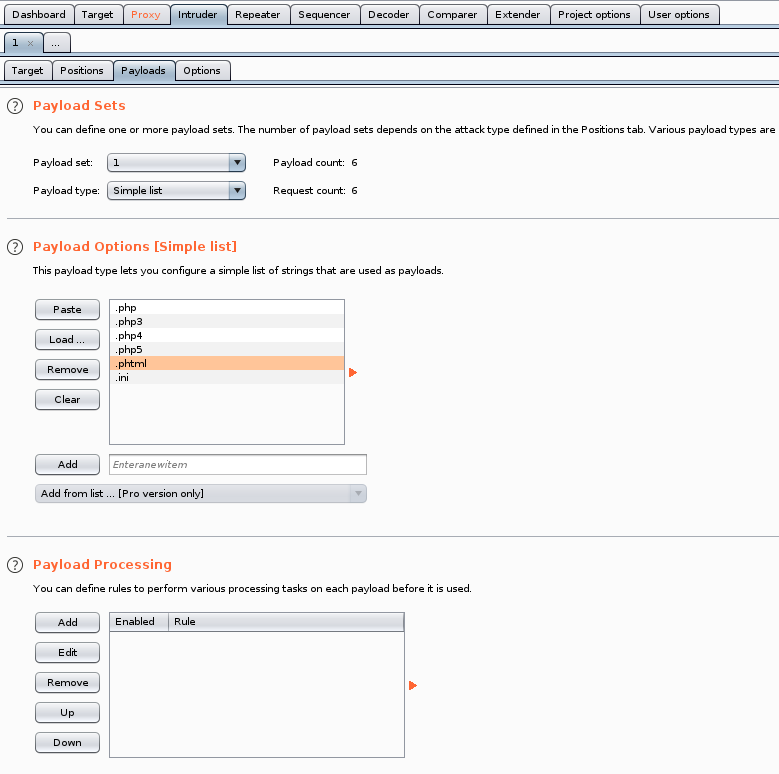 Dashboard Target Proxy Intruder Repeater Sequencer Decoder Comparer Extender Project options User options
1 × ...
Target Positions Payloads Options
? Payload Sets
You can define one or more payload sets. The number of payload sets depends on the attack type defined in the Positions tab. Various payload types are
Payload set: 1 Payload count: 6
Payload type: Simple list Request count: 6
? Payload Options [Simple list]
This payload type lets you configure a simple list of strings that are used as payloads.
Paste .php
.php3
Load ... .php4
.php5
Remove .phtml
.ini
Clear
Add Enteranewitem
Add from list ... [Pro version only]
? Payload Processing
You can define rules to perform various processing tasks on each payload before it is used.
Add Enabled Rule
Edit
Remove
Up
Down